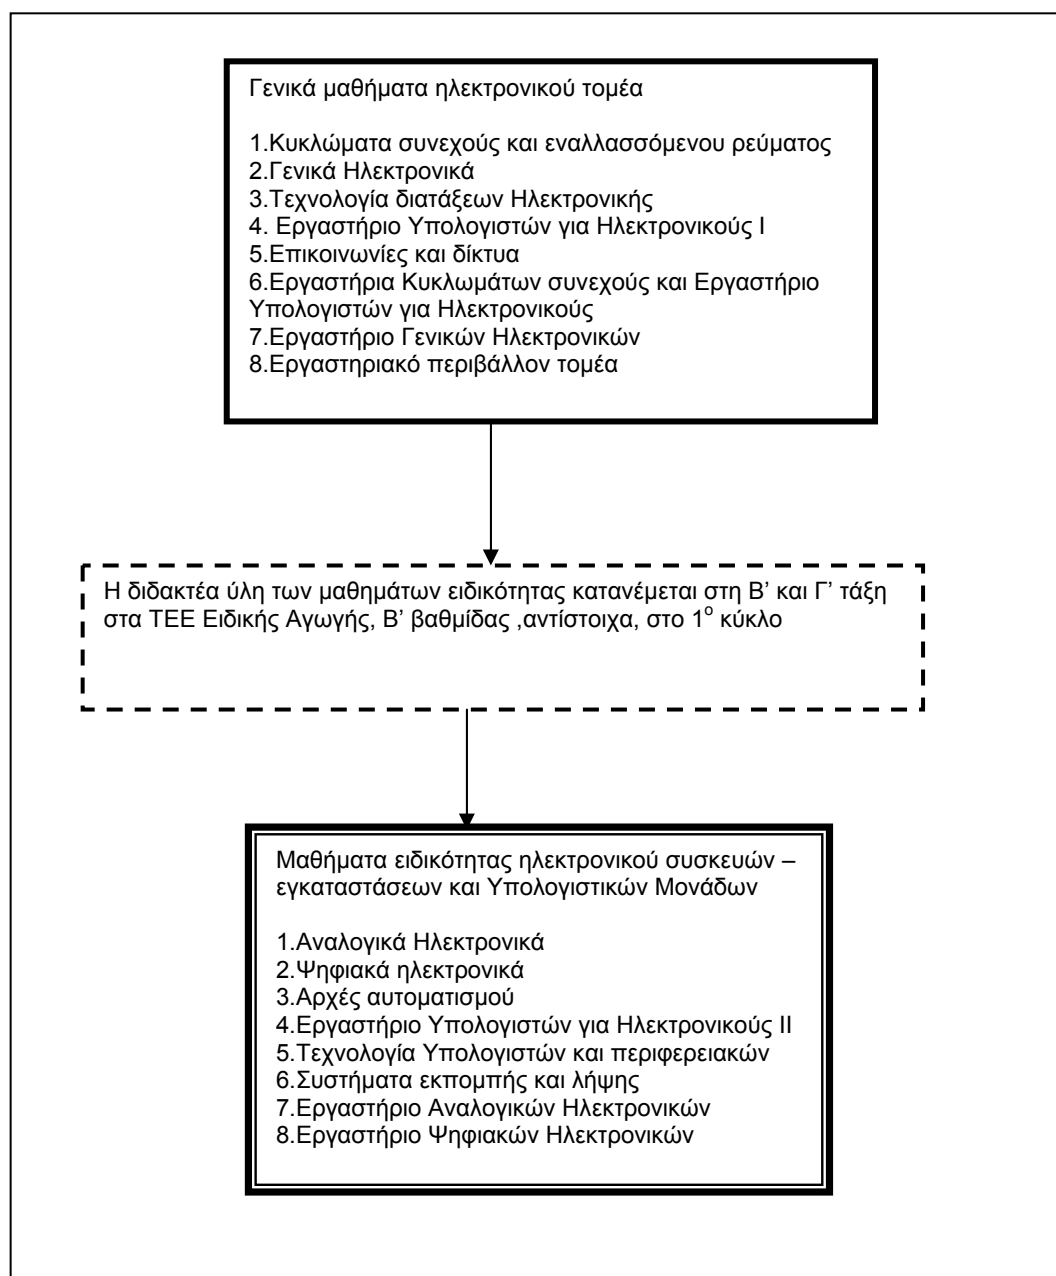 Γενικά μαθήματα ηλεκτρονικού τομέα
1.Κυκλώματα συνεχούς και εναλλασσόμενου ρεύματος
2.Γενικά Ηλεκτρονικά
3.Τεχνολογία διατάξεων Ηλεκτρονικής
4. Εργαστήριο Υπολογιστών για Ηλεκτρονικούς Ι
5.Επικοινωνίες και δίκτυα
6.Εργαστήρια Κυκλωμάτων συνεχούς και Εργαστήριο
Υπολογιστών για Ηλεκτρονικούς
7.Εργαστήριο Γενικών Ηλεκτρονικών
8.Εργαστηριακό περιβάλλον τομέα
Η διδακτέα ύλη των μαθημάτων ειδικότητας κατανέμεται στη Β’ και Γ’ τάξη
στα ΤΕΕ Ειδικής Αγωγής, Β’ βαθμίδας ,αντίστοιχα, στο 1ο κύκλο
Μαθήματα ειδικότητας ηλεκτρονικού συσκευών –
εγκαταστάσεων και Υπολογιστικών Μονάδων
1.Αναλογικά Ηλεκτρονικά
2.Ψηφιακά ηλεκτρονικά
3.Αρχές αυτοματισμού
4.Εργαστήριο Υπολογιστών για Ηλεκτρονικούς ΙΙ
5.Τεχνολογία Υπολογιστών και περιφερειακών
6.Συστήματα εκπομπής και λήψης
7.Εργαστήριο Αναλογικών Ηλεκτρονικών
8.Εργαστήριο Ψηφιακών Ηλεκτρονικών